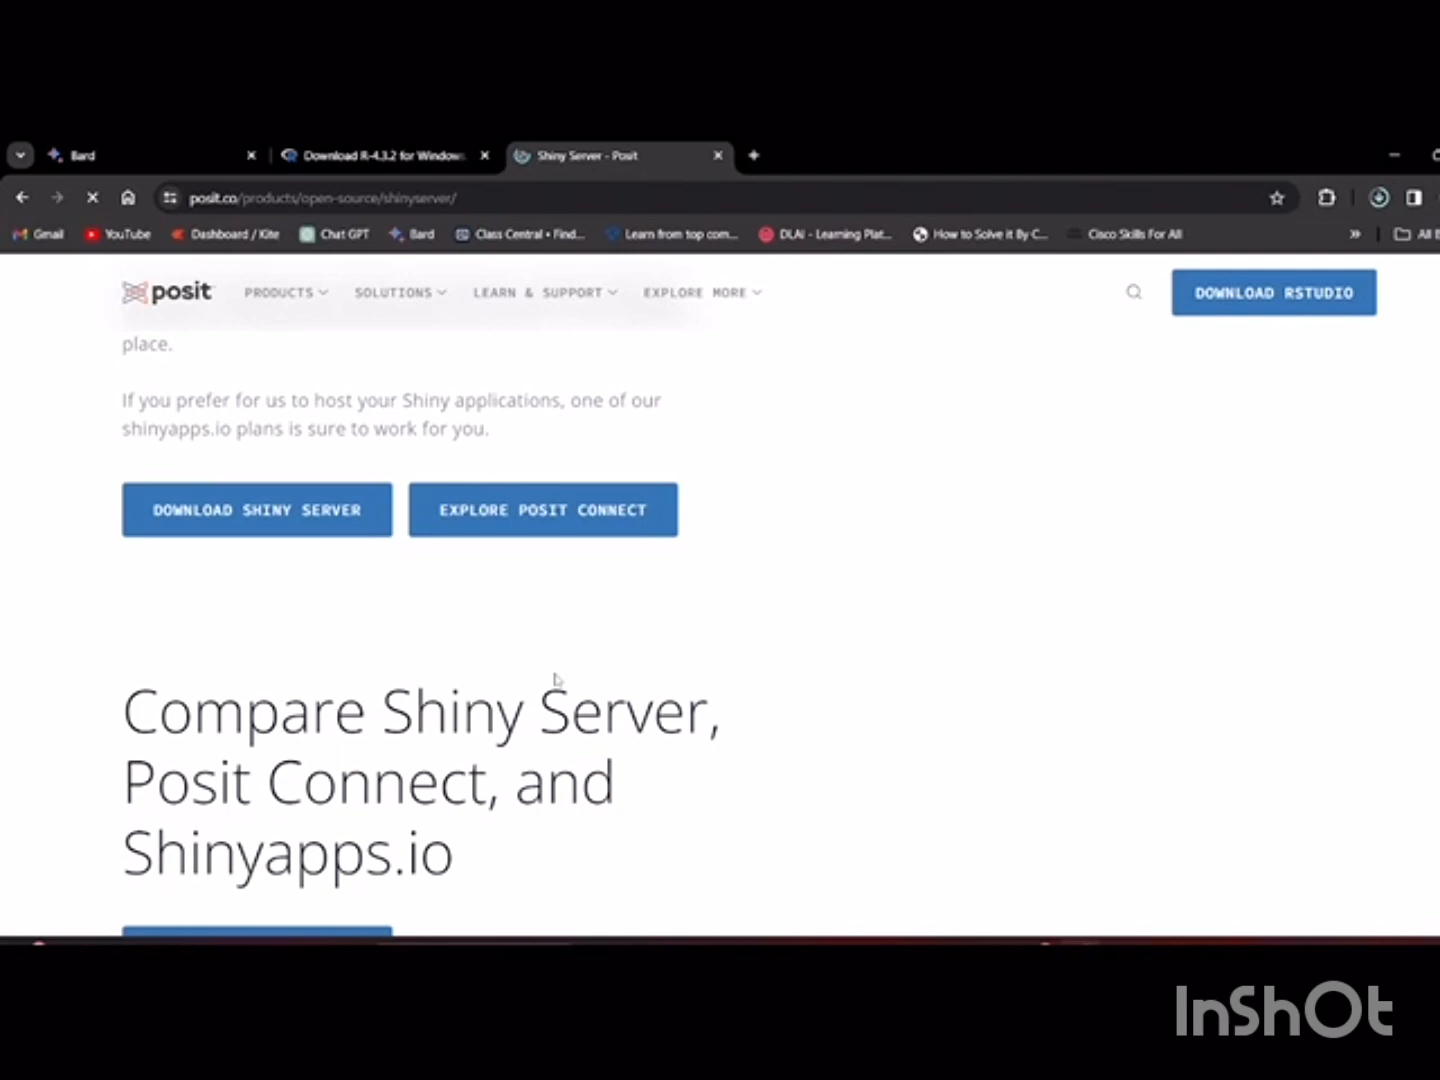 Bard
Download R-4.3.2 for Window
Shiny Server - Posit
posit.co/products/open-source/shinyserver/
Gmail
YouTube
Dashboard / Kite
Chat GPT
Bard
Class Central • Find...
Learn from top com...
DLAI - Learning Plat...
How to Solve it By C...
Cisco Skills For All
»
All
posit
PRODUCTS
SOLUTIONS
LEARN & SUPPORT
EXPLORE MORE
DOWNLOAD RSTUDIO
place.
If you prefer for us to host your Shiny applications, one of our
shinyapps.io plans is sure to work for you.
DOWNLOAD SHINY SERVER
EXPLORE POSIT CONNECT
Compare Shiny Server,
Posit Connect, and
Shinyapps.io
InShOt